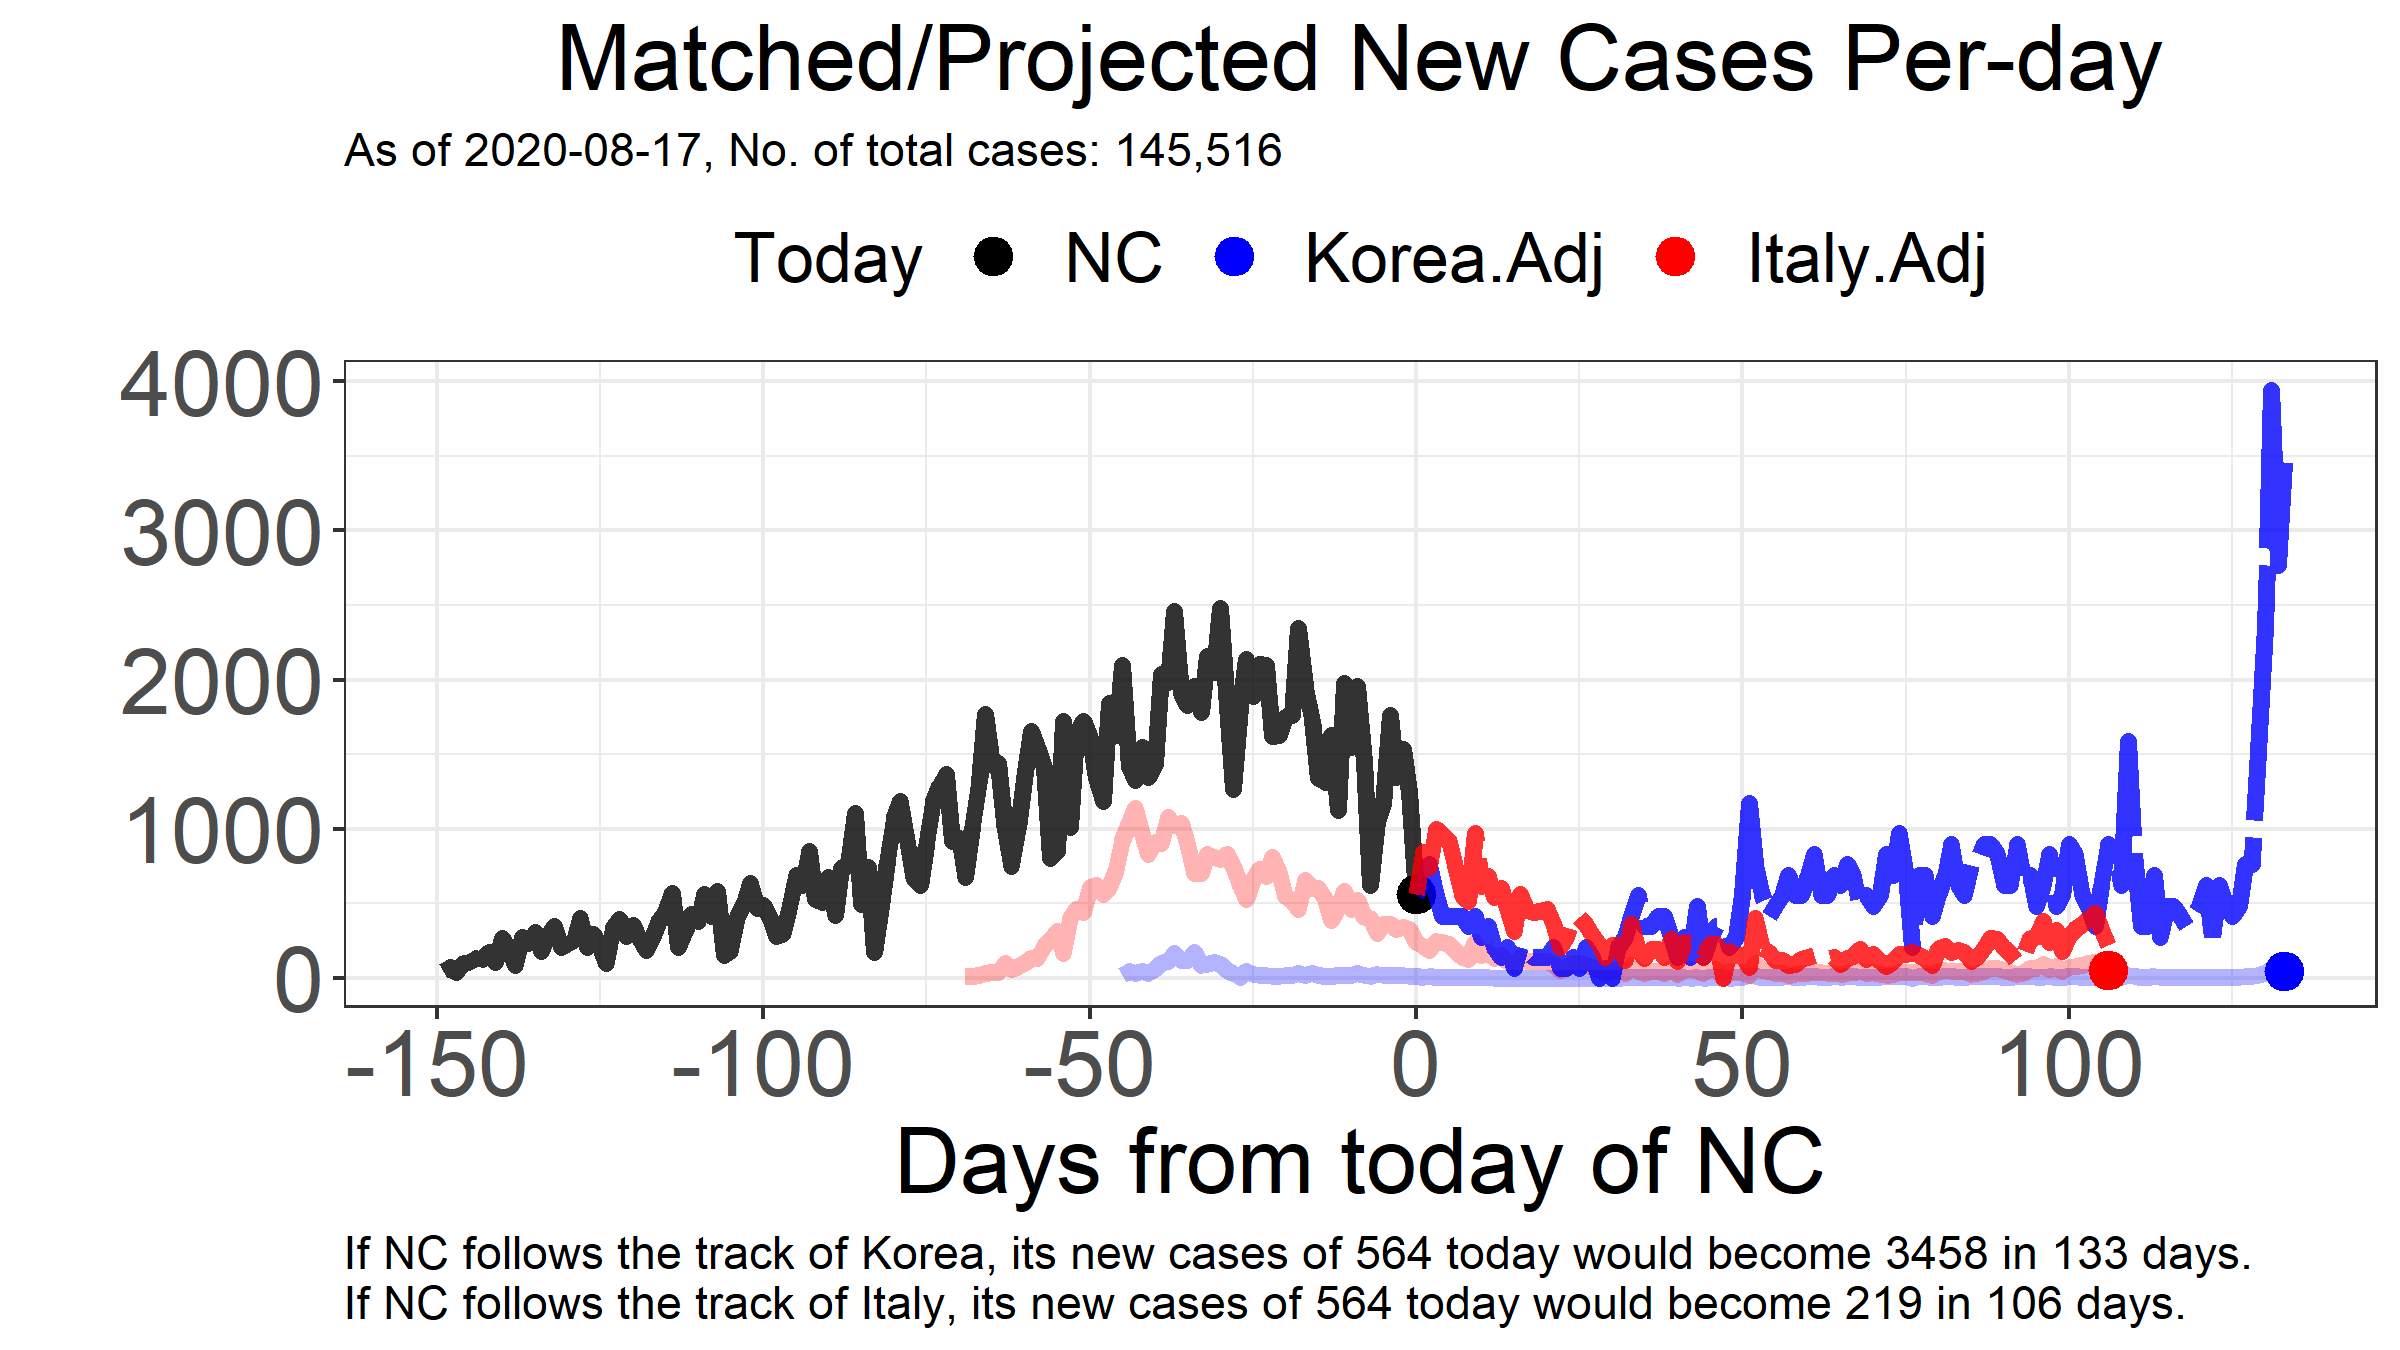 Matched/Projected New Cases Per-day
As of 2020-08-17, No. of total cases: 145,516
Today NC Korea.Adj Italy.Adj
4000
3000
2000
1000
0
-150 -100 -50 0 50 100
Days from today of NC
If NC follows the track of Korea, its new cases of 564 today would become 3458 in 133 days.
If NC follows the track of Italy, its new cases of 564 today would become 219 in 106 days.